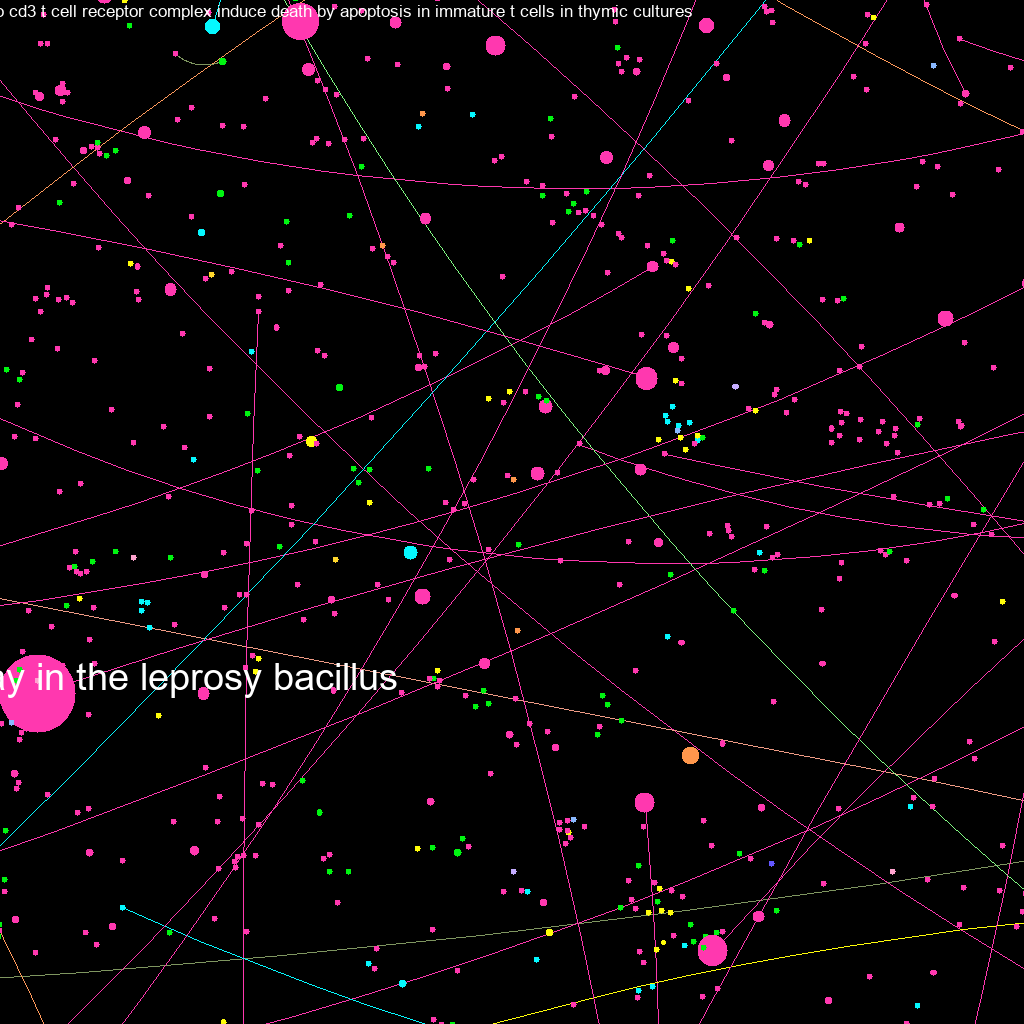 cd3 t cell receptor complex induce death by apoptosis in immature t cells in thymic cultures
in the leprosy bacillus